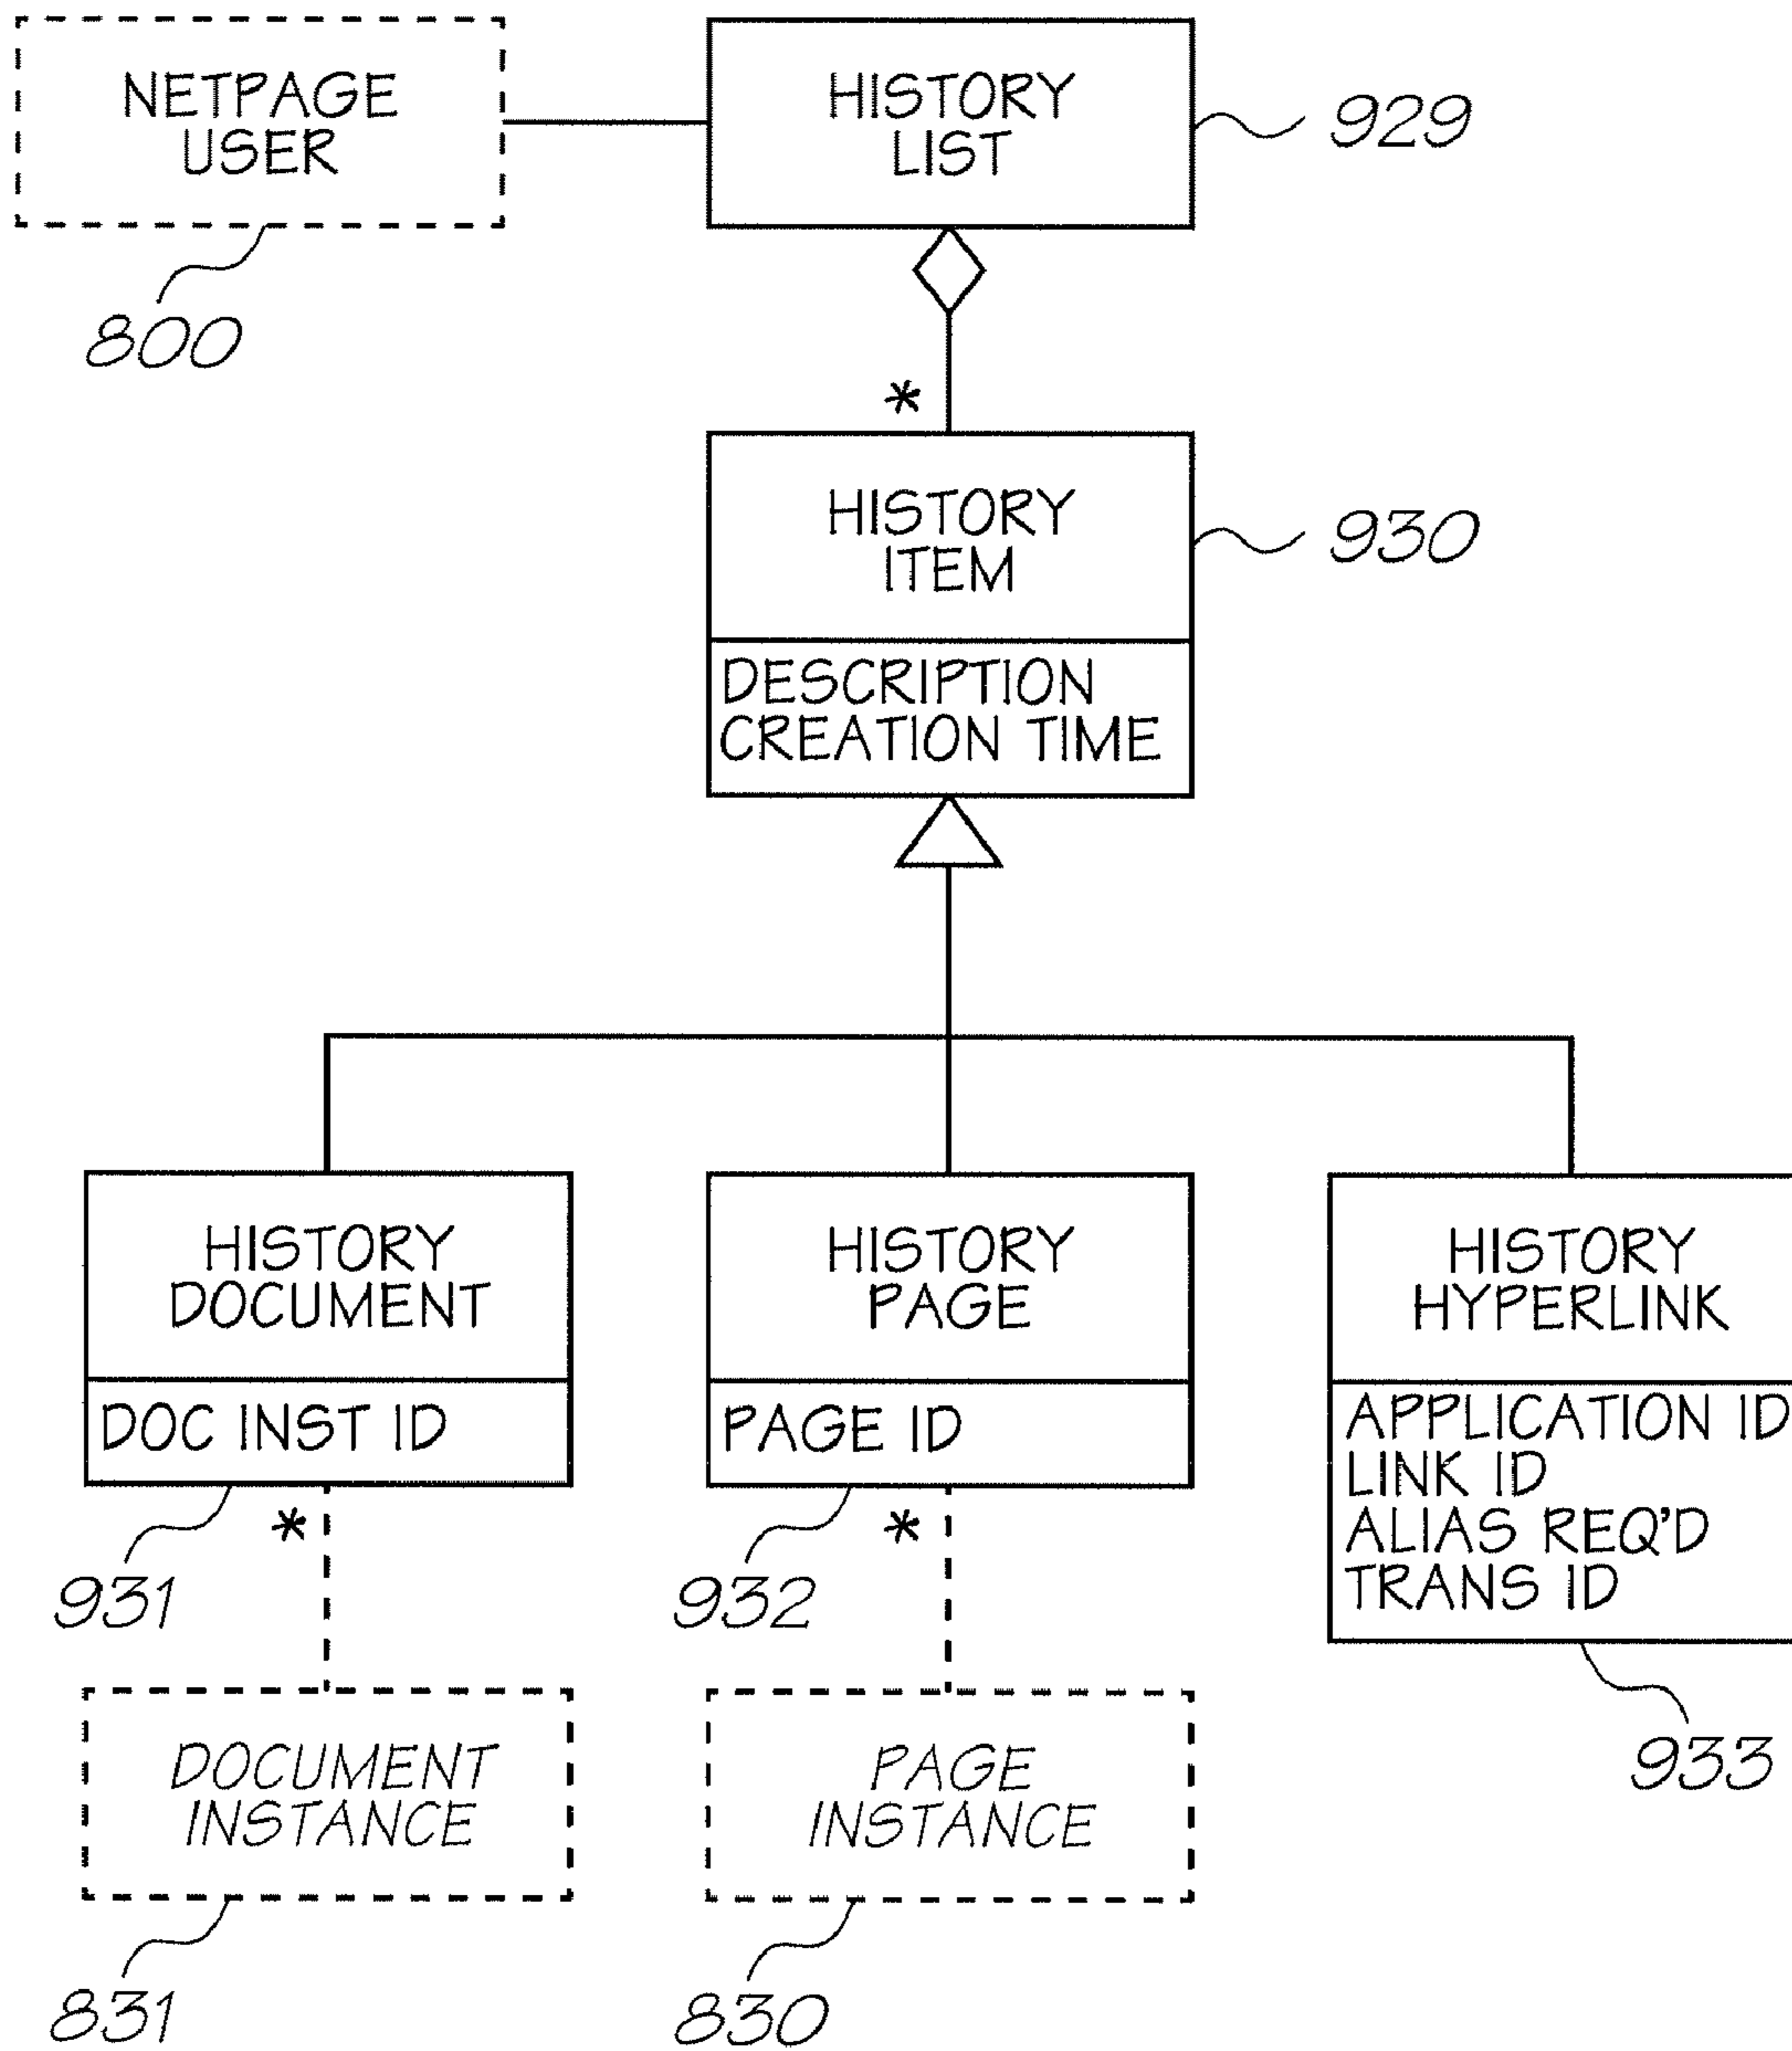 NETPAGE
USER
HISTORY
LIST
929
800
*
HISTORY
ITEM
930
DESCRIPTION
CREATION TIME
HISTORY
DOCUMENT
DOC INST ID
HISTORY
PAGE
PAGE ID
HISTORY
HYPERLINK
APPLICATION ID
LINK ID
ALIAS REQ'D
TRANS ID
*
931
*
932
933
DOCUMENT
INSTANCE
831
PAGE
INSTANCE
830